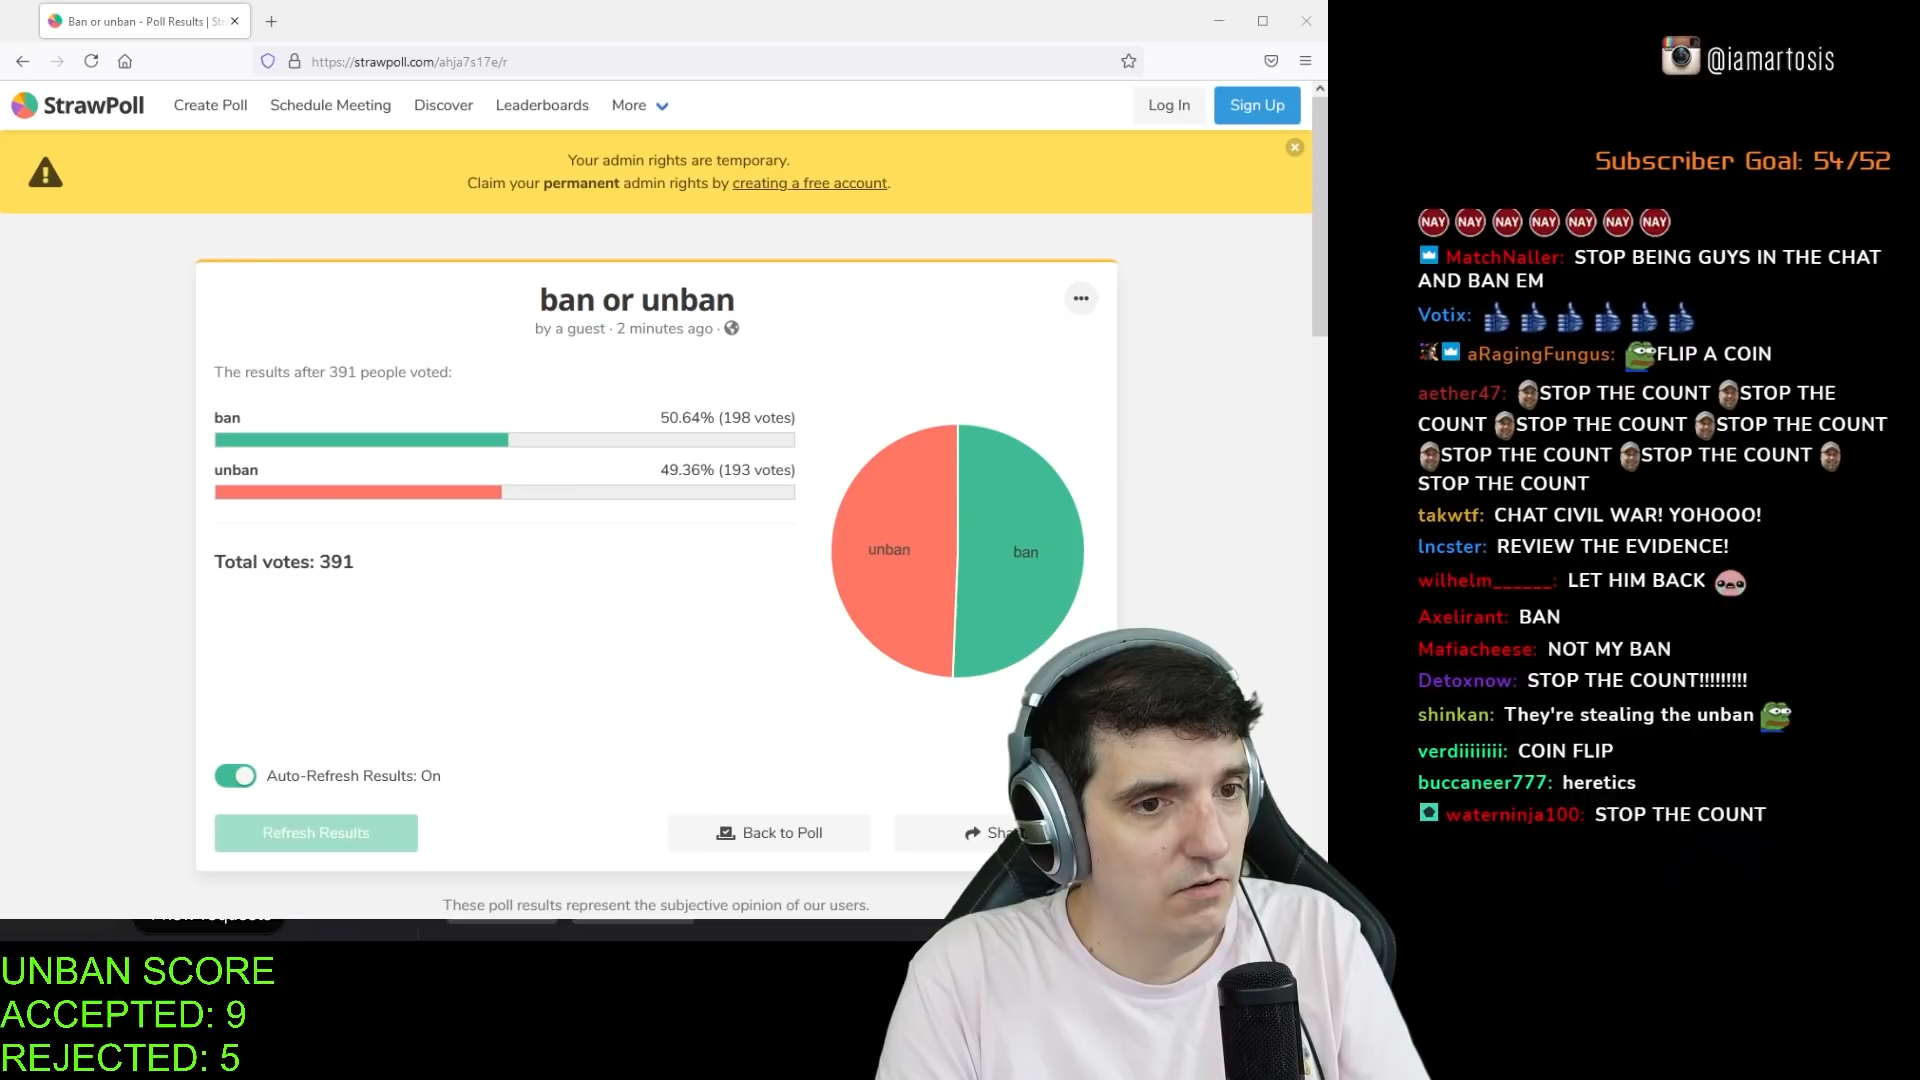 Ban or unban - Poll Results | Str
https://strawpoll.com/ahja7s17e/r
StrawPoll
Create Poll
Schedule Meeting
Discover
Leaderboards
More
Log In
Sign Up
Your admin rights are temporary.
Claim your permanent admin rights by creating a free account.
ban or unban
by a guest · 2 minutes ago ·
The results after 391 people voted:
ban 50.64% (198 votes)
unban 49.36% (193 votes)
Total votes: 391
unban
ban
Auto-Refresh Results: On
Refresh Results
Back to Poll
Sha
These poll results represent the subjective opinion of our users.
UNBAN SCORE
ACCEPTED: 9
REJECTED: 5
@iamartosis
Subscriber Goal: 54/52
NAY NAY NAY NAY NAY NAY NAY
MatchNaller: STOP BEING GUYS IN THE CHAT
AND BAN EM
Votix:
aRagingFungus: FLIP A COIN
aether47: STOP THE COUNT STOP THE
COUNT STOP THE COUNT STOP THE COUNT
STOP THE COUNT STOP THE COUNT
STOP THE COUNT
takwtf: CHAT CIVIL WAR! YOHOOO!
lncster: REVIEW THE EVIDENCE!
wilhelm______: LET HIM BACK
Axelirant: BAN
Mafiacheese: NOT MY BAN
Detoxnow: STOP THE COUNT!!!!!!!!!
shinkan: They're stealing the unban
verdiiiiiiii: COIN FLIP
buccaneer777: heretics
waterninja100: STOP THE COUNT